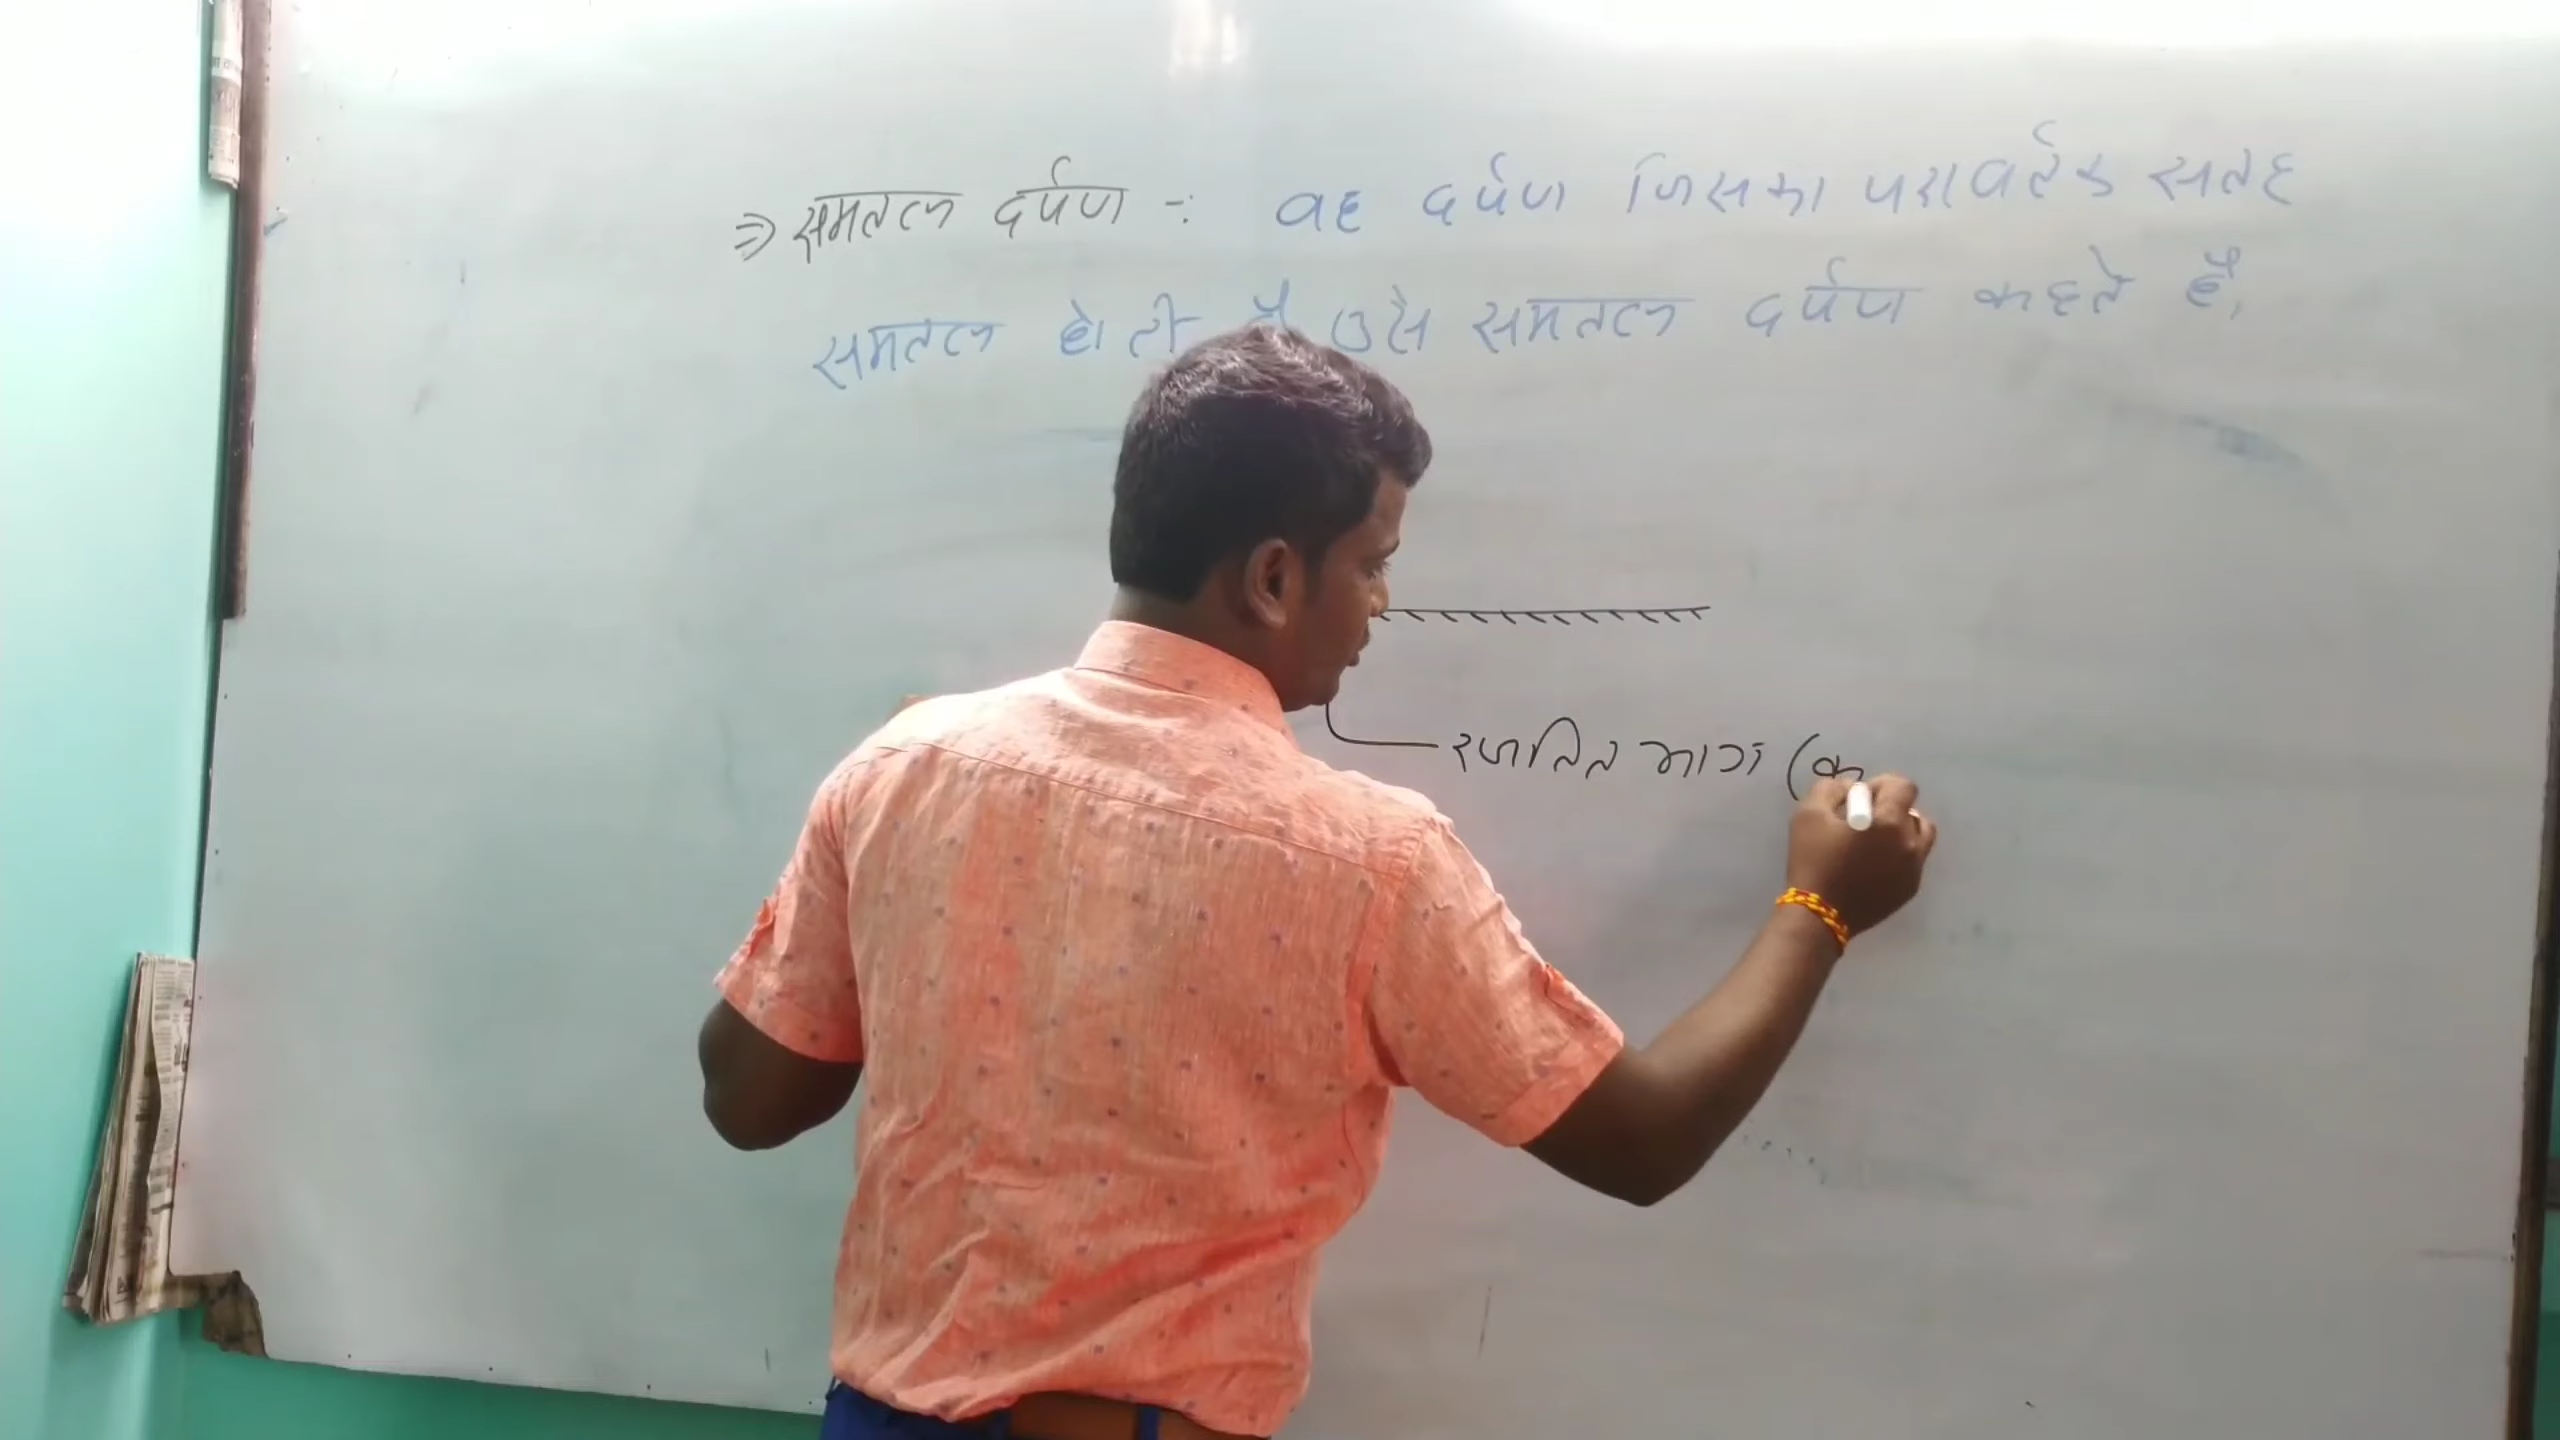 ⇒ समतल दर्पण -: वह दर्पण जिसका परावर्तक सतह
समतल होती है उसे समतल दर्पण कहते हैं,
रजतित भाग (क